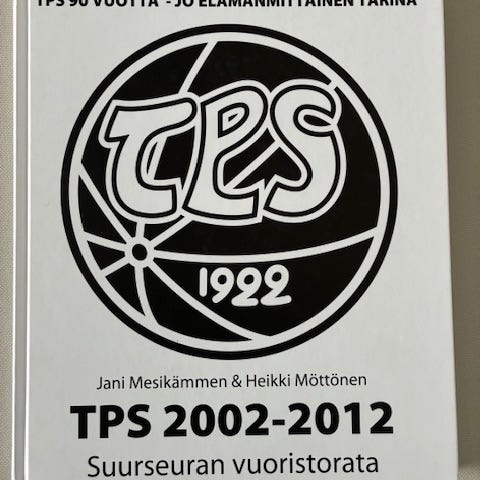 TPS 90 VUOTTA - JO ELÄMÄNMITTAINEN TARINA
TPS
1922
Jani Mesikämmen & Heikki Möttönen
TPS 2002-2012
Suurseuran vuoristorata